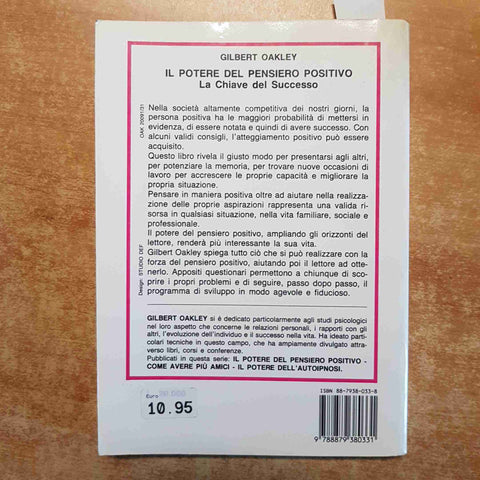 GILBERT OAKLEY
IL POTERE DEL PENSIERO POSITIVO
La Chiave del Successo
Nella società altamente competitiva dei nostri giorni, la
persona positiva ha le maggiori probabilità di mettersi in
evidenza, di essere notata e quindi di avere successo. Con
alcuni validi consigli, l'atteggiamento positivo può essere
acquisito.
Questo libro rivela il giusto modo per presentarsi agli altri,
per potenziare la memoria, per trovare nuove occasioni di
lavoro per accrescere le proprie capacità e migliorare la
propria situazione.
Pensare in maniera positiva oltre ad aiutare nella realizza-
zione delle proprie aspirazioni rappresenta una valida ri-
sorsa in qualsiasi situazione, nella vita familiare, sociale e
professionale.
Il potere del pensiero positivo, ampliando gli orizzonti del
lettore, renderà più interessante la sua vita.
Gilbert Oakley spiega tutto ciò che si può realizzare con la
forza del pensiero positivo, aiutando poi il lettore ad otte-
nerlo. Appositi questionari permettono a chiunque di sco-
prire i propri problemi e di seguire, passo dopo passo, il
programma di sviluppo in modo agevole e fiducioso.
GILBERT OAKLEY si è dedicato particolarmente agli studi psicologici
nel loro aspetto che concerne le relazioni personali, i rapporti con gli
altri, l'evoluzione dell'individuo e il successo nella vita. Ha ideato parti-
colari tecniche in questo campo, che ha ampiamente divulgato attra-
verso libri, corsi e conferenze.
Pubblicati in questa serie: IL POTERE DEL PENSIERO POSITIVO -
COME AVERE PIÙ AMICI - IL POTERE DELL'AUTOIPNOSI.
OAK 20091/31
Design: STUDIO DEF
Euro
10.95
ISBN 88-7938-033-8
9 788879 380331